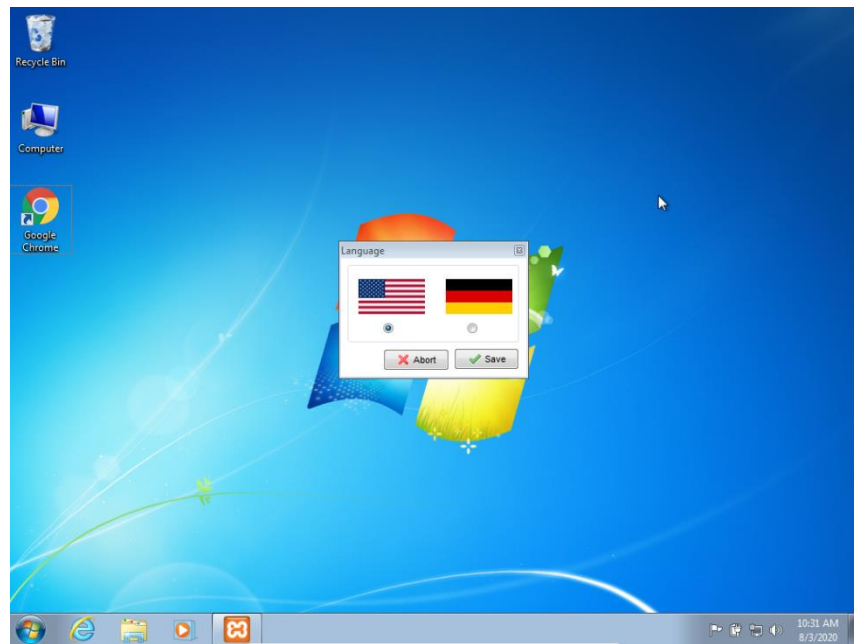 Recycle Bin
Computer
Google
Chrome
Language
Abort
Save
10:31 AM
8/3/2020